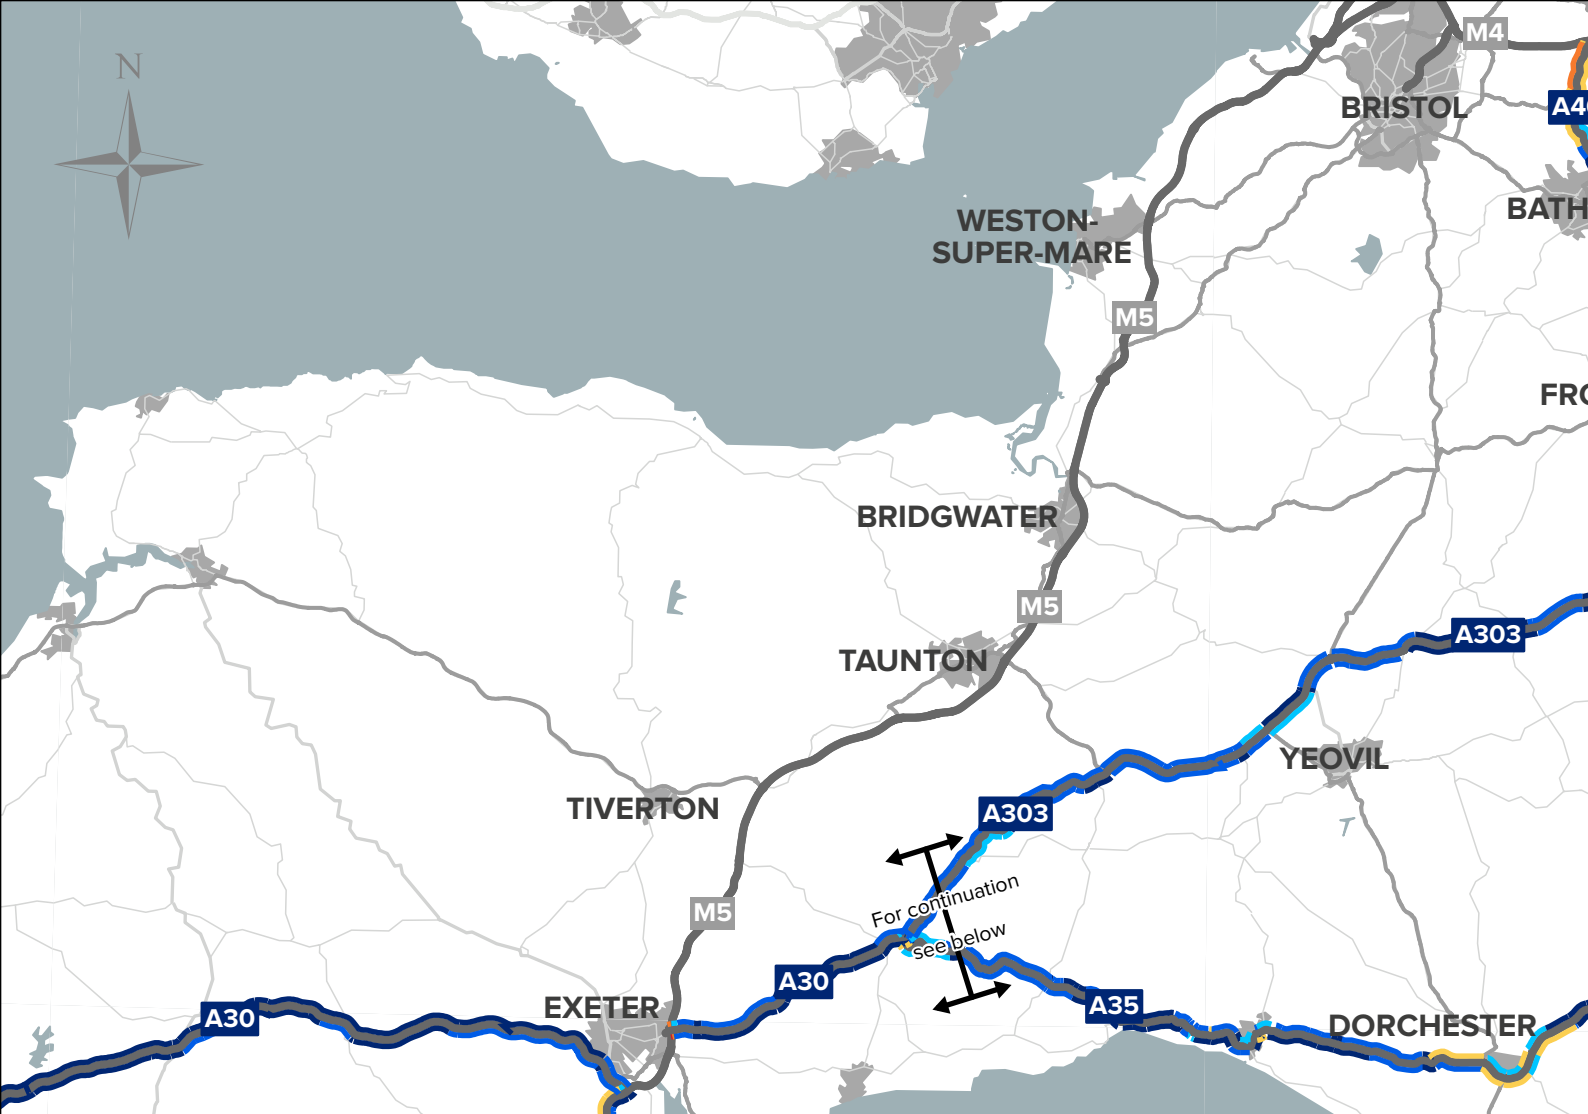 N
M4
BRISTOL
A4
BATH
WESTON-
SUPER-MARE
M5
FRO
BRIDGWATER
M5
A303
TAUNTON
YEOVIL
TIVERTON
A303
For continuation
see below
M5
A30
A35
EXETER
A30
DORCHESTER